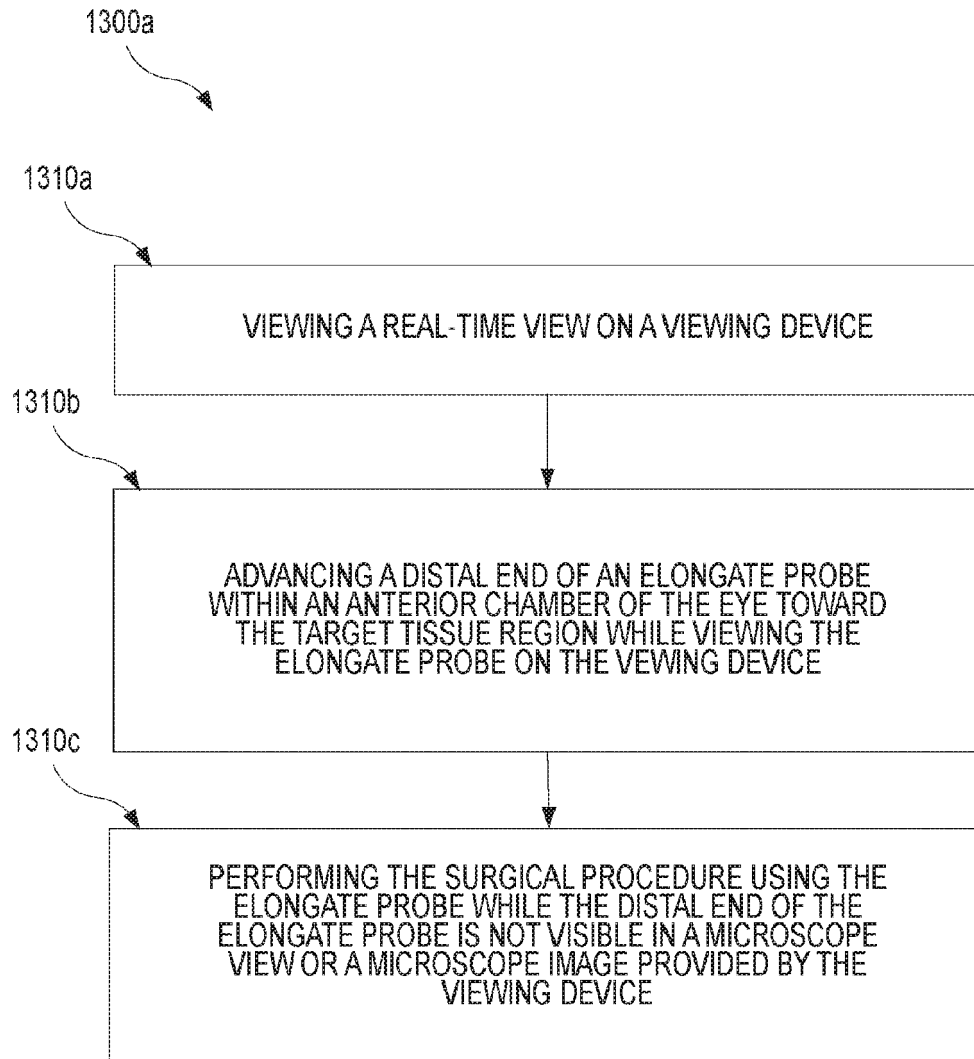 1300a
1310a
VIEWING A REAL-TIME VIEW ON A VIEWING DEVICE
1310b
ADVANCING A DISTAL END OF AN ELONGATE PROBE
WITHIN AN ANTERIOR CHAMBER OF THE EYE TOWARD
THE TARGET TISSUE REGION WHILE VIEWING THE
ELONGATE PROBE ON THE VEWING DEVICE
1310c
PERFORMING THE SURGICAL PROCEDURE USING THE
ELONGATE PROBE WHILE THE DISTAL END OF THE
ELONGATE PROBE IS NOT VISIBLE IN A MICROSCOPE
VIEW OR A MICROSCOPE IMAGE PROVIDED BY THE
VIEWING DEVICE